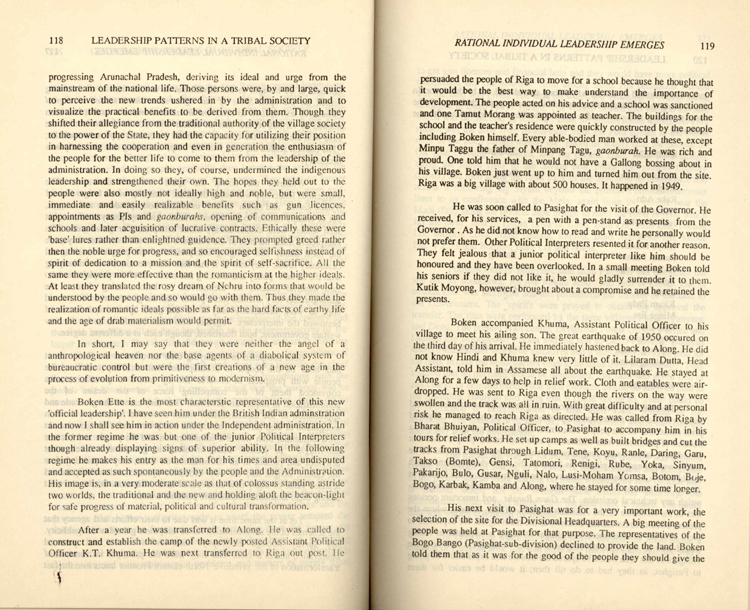 118 LEADERSHIP PATTERNS IN A TRIBAL SOCIETY
progressing Arunachal Pradesh, deriving its ideal and urge from the
mainstream of the national life. Those persons were, by and large, quick
to perceive the new trends ushered in by the administration and to
visualize the practical benefits to be derived from them. Though they
shifted their allegiance from the traditional authority of the village society
to the power of the State, they had the capacity for utilizing their position
in harnessing the cooperation and even in generation the enthusiasm of
the people for the better life to come to them from the leadership of the
administration. In doing so they, of course, undermined the indigenous
leadership and strengthened their own. The hopes they held out to the
people were also mostly not ideally high and noble, but were small,
immediate and easily realizable benefits such as gun licences,
appointments as PIs and gaonburahs, opening of communications and
schools and later acquisition of lucrative contracts. Ethically these were
'base' lures rather than enlightned guidance. They prompted greed rather
then the noble urge for progress, and so encouraged selfishness instead of
spirit of dedication to a mission and the spirit of self-sacrifice. All the
same they were more effective than the romanticism at the higher ideals.
At least they translated the rosy dream of Nehru into forms that would be
understood by the people and so would go with them. Thus they made the
realization of romantic ideals possible as far as the hard facts of earthy life
and the age of drab materialism would permit.
In short, I may say that they were neither the angel of a
anthropological heaven nor the base agents of a diabolical system of
bureaucratic control but were the first creations of a new age in the
process of evolution from primitiveness to modernism.
Boken Ette is the most characterstic representative of this new
'official leadership'. I have seen him under the British Indian adminstration
and now I shall see him in action under the Independent administration. In
the former regime he was but one of the junior Political Interpreters
though already displaying signs of superior ability. In the following
regime he makes his entry as the man for his times and area undisputed
and accepted as such spontaneously by the people and the Administration.
His image is, in a very moderate scale as that of colossus standing astride
two worlds, the traditional and the new and holding aloft the beacon-light
for safe progress of material, political and cultural transformation.
After a year he was transferred to Along. He was called to
construct and establish the camp of the newly posted Assistant Political
Officer K.T. Khuma. He was next transferred to Riga out post. He
RATIONAL INDIVIDUAL LEADERSHIP EMERGES 119
persuaded the people of Riga to move for a school because he thought that
it would be the best way to make understand the importance of
development. The people acted on his advice and a school was sanctioned
and one Tamut Morang was appointed as teacher. The buildings for the
school and the teacher's residence were quickly constructed by the people
including Boken himself. Every able-bodied man worked at these, except
Minpu Taggu the father of Minpang Tagu, gaonburah. He was rich and
proud. One told him that he would not have a Gallong bossing about in
his village. Boken just went up to him and turned him out from the site.
Riga was a big village with about 500 houses. It happened in 1949.
He was soon called to Pasighat for the visit of the Governor. He
received, for his services, a pen with a pen-stand as presents from the
Governor . As he did not know how to read and write he personally would
not prefer them. Other Political Interpreters resented it for another reason.
They felt jealous that a junior political interpreter like him should be
honoured and they have been overlooked. In a small meeting Boken told
his seniors if they did not like it, he would gladly surrender it to them.
Kutik Moyong, however, brought about a compromise and he retained the
presents.
Boken accompanied Khuma, Assistant Political Officer to his
village to meet his ailing son. The great earthquake of 1950 occured on
the third day of his arrival. He immediately hastened back to Along. He did
not know Hindi and Khuma knew very little of it. Lilaram Dutta, Head
Assistant, told him in Assamese all about the earthquake. He stayed at
Along for a few days to help in relief work. Cloth and eatables were air-
dropped. He was sent to Riga even though the rivers on the way were
swollen and the track was all in ruin. With great difficulty and at personal
risk he managed to reach Riga as directed. He was called from Riga by
Bharat Bhuiyan, Political Officer, to Pasighat to accompany him in his
tours for relief works. He set up camps as well as built bridges and cut the
tracks from Pasighat through Lidum, Tene, Koyu, Ranle, Daring, Garu,
Takso (Bomte), Gensi, Tatomori, Renigi, Rube, Yoka, Sinyum,
Pakarijo, Bulo, Gusar, Nguli, Nalo, Lusi-Moham Yomsa, Botom, Buje,
Bogo, Karbak, Kamba and Along, where he stayed for some time longer.
His next visit to Pasighat was for a very important work, the
selection of the site for the Divisional Headquarters. A big meeting of the
people was held at Pasighat for that purpose. The representatives of the
Bogo Bango (Pasighat-sub-division) declined to provide the land. Boken
told them that as it was for the good of the people they should give the